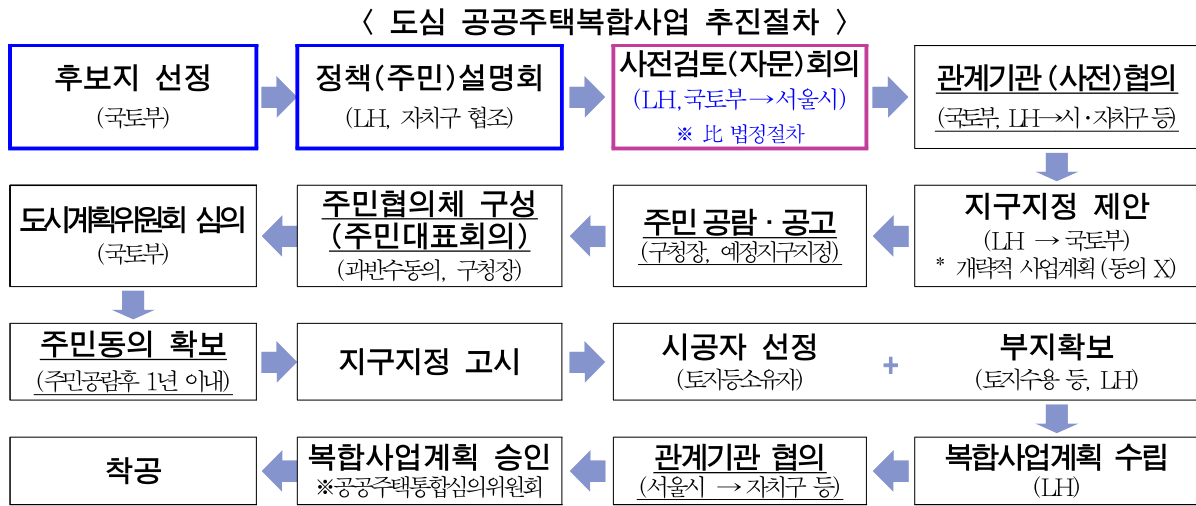 〈 도심 공공주택복합사업 추진절차 〉
후보지 선정
(국토부)
정책(주민)설명회
(LH, 자치구 협조)
사전검토(자문)회의
(LH,국토부→서울시)
※ 比 법정절차
관계기관(사전)협의
(국토부, LH→시·자치구 등)
지구지정 제안
(LH → 국토부)
* 개략적 사업계획(동의 X)
주민 공람 · 공고
(구청장, 예정지구지정)
주민협의체 구성
(주민대표회의)
(과반수동의, 구청장)
도시계획위원회 심의
(국토부)
주민동의 확보
(주민공람후 1년 이내)
지구지정 고시
시공자 선정
(토지등소유자)
+
부지확보
(토지수용 등, LH)
복합사업계획 수립
(LH)
관계기관 협의
(서울시 → 자치구 등)
복합사업계획 승인
※공공주택통합심의위원회
착공